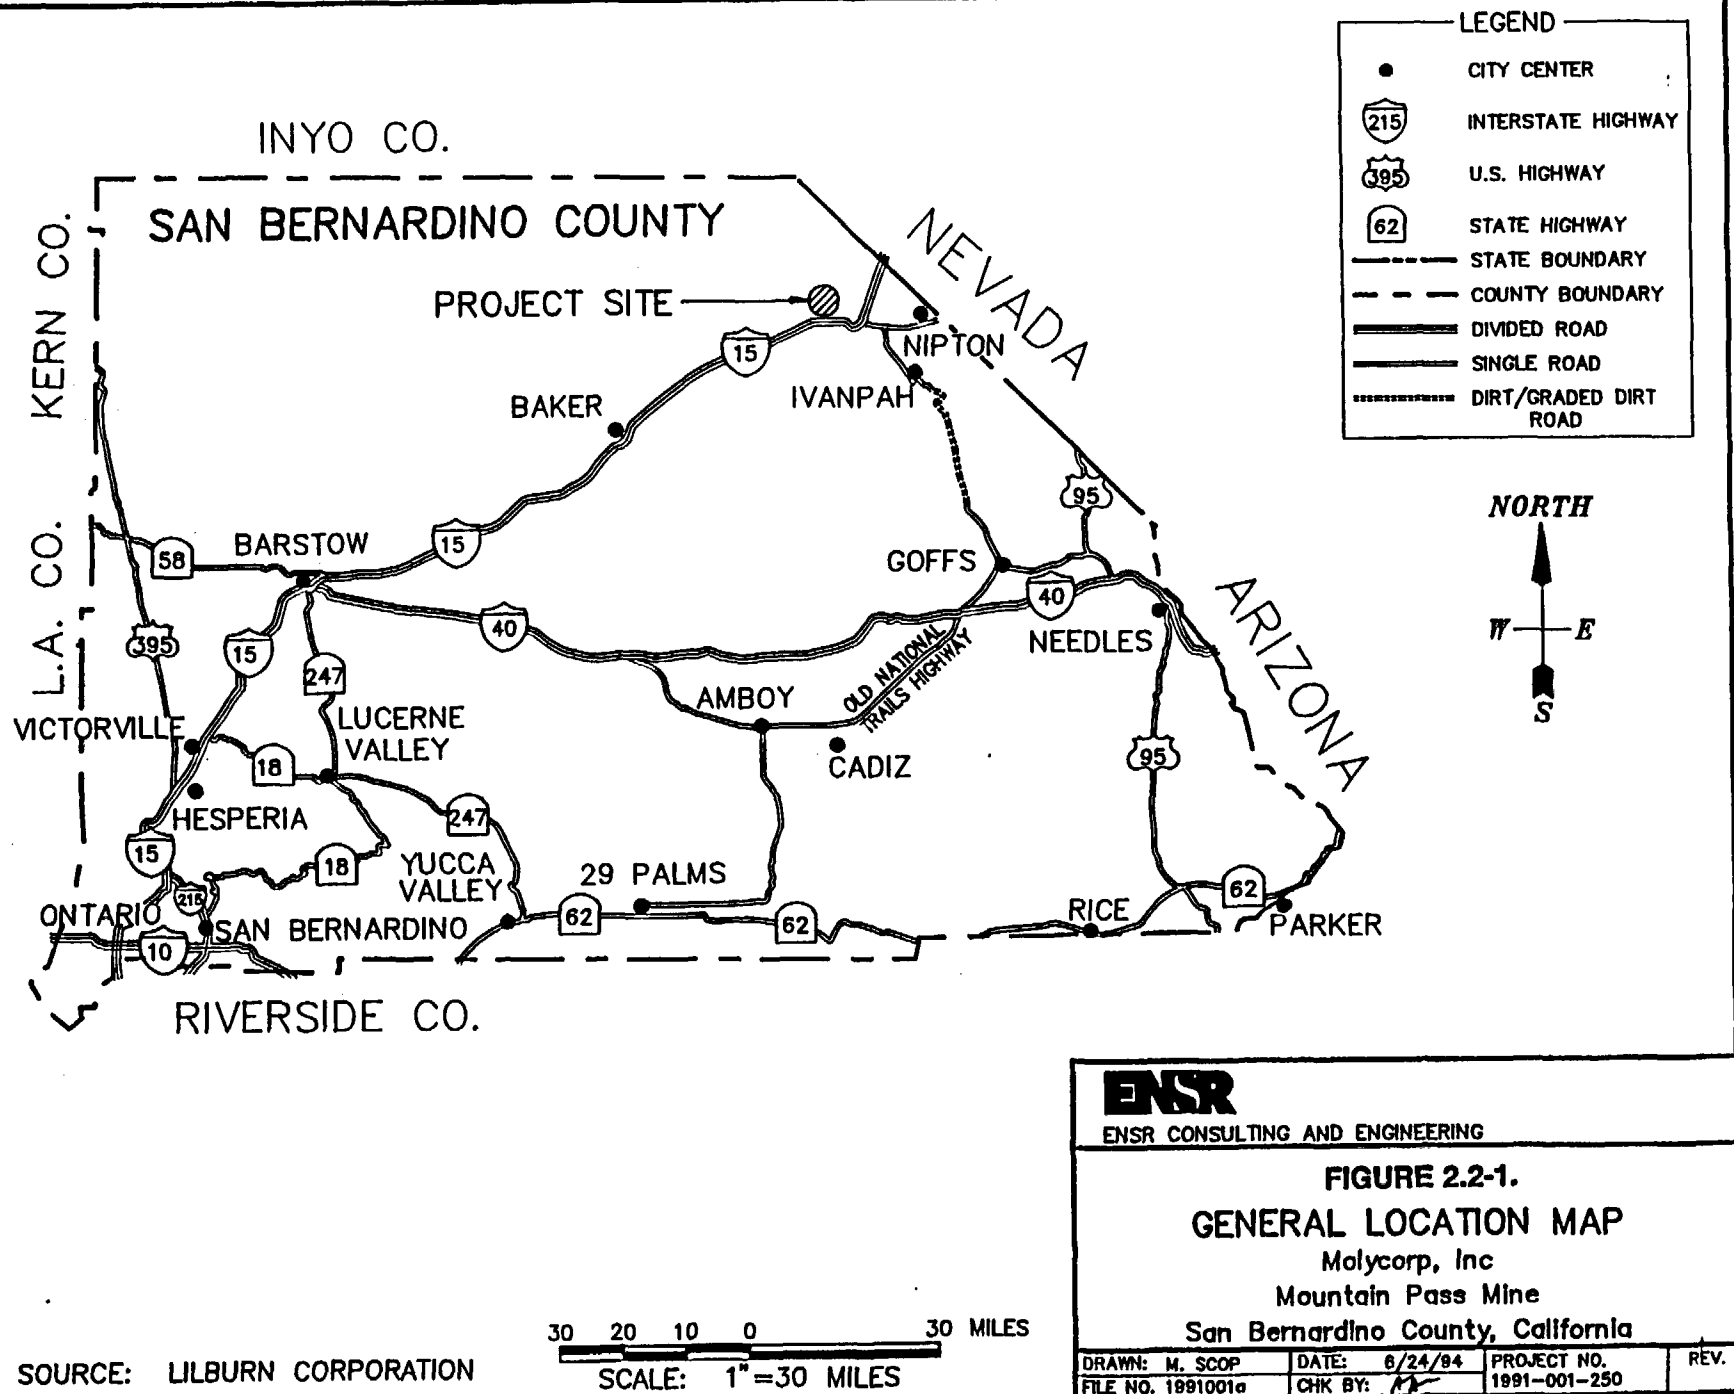 LEGEND
CITY CENTER
215 INTERSTATE HIGHWAY
395 U.S. HIGHWAY
62 STATE HIGHWAY
STATE BOUNDARY
COUNTY BOUNDARY
DIVIDED ROAD
SINGLE ROAD
DIRT/GRADED DIRT
ROAD
INYO CO.
SAN BERNARDINO COUNTY
KERN CO.
L.A. CO.
NEVADA
ARIZONA
RIVERSIDE CO.
PROJECT SITE
NIPTON
15
IVANPAH
BAKER
95
NORTH
W E
S
15
BARSTOW
58
GOFFS
40
40
NEEDLES
395
15
247
OLD NATIONAL
TRAILS HIGHWAY
AMBOY
VICTORVILLE
LUCERNE
VALLEY
CADIZ
95
18
247
HESPERIA
15
18
YUCCA
VALLEY
29 PALMS
62
215
ONTARIO
SAN BERNARDINO
62
62
RICE
PARKER
10
ENSR
ENSR CONSULTING AND ENGINEERING
FIGURE 2.2-1.
GENERAL LOCATION MAP
Molycorp, Inc
Mountain Pass Mine
San Bernardino County, California
DRAWN: M. SCOP DATE: 6/24/94 PROJECT NO. REV.
FILE NO. 1991001a CHK BY: 1991-001-250
30 20 10 0 30 MILES
SCALE: 1"=30 MILES
SOURCE: LILBURN CORPORATION